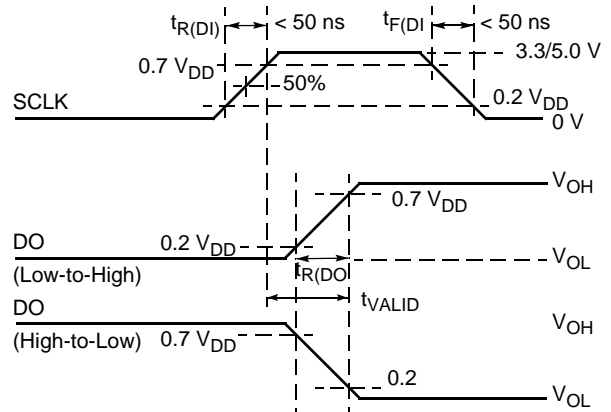 tR(DI) < 50 ns tF(DI < 50 ns
3.3/5.0 V
0.7 VDD
50%
SCLK
0.2 VDD
0 V
VOH
0.7 VDD
DO 0.2 VDD
(Low-to-High)
tR(DO
VOL
DO
tVALID
VOH
(High-to-Low) 0.7 VDD
0.2
VOL